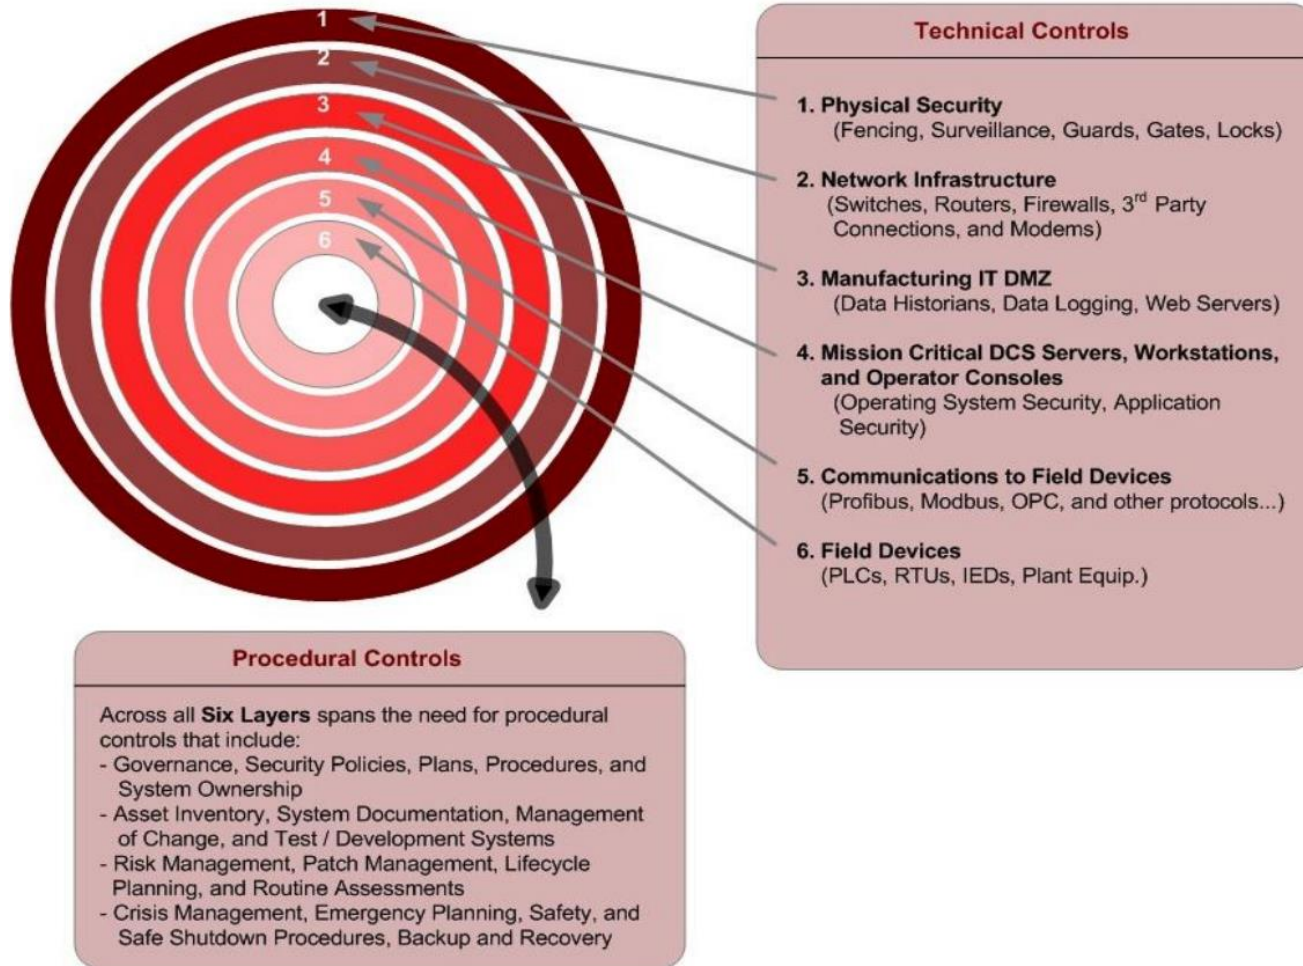 1
2
3
4
5
6
Technical Controls
1. Physical Security
(Fencing, Surveillance, Guards, Gates, Locks)
2. Network Infrastructure
(Switches, Routers, Firewalls, 3rd Party
Connections, and Modems)
3. Manufacturing IT DMZ
(Data Historians, Data Logging, Web Servers)
4. Mission Critical DCS Servers, Workstations,
and Operator Consoles
(Operating System Security, Application
Security)
5. Communications to Field Devices
(Profibus, Modbus, OPC, and other protocols...)
6. Field Devices
(PLCs, RTUs, IEDs, Plant Equip.)
Procedural Controls
Across all Six Layers spans the need for procedural
controls that include:
- Governance, Security Policies, Plans, Procedures, and
System Ownership
- Asset Inventory, System Documentation, Management
of Change, and Test / Development Systems
- Risk Management, Patch Management, Lifecycle
Planning, and Routine Assessments
- Crisis Management, Emergency Planning, Safety, and
Safe Shutdown Procedures, Backup and Recovery